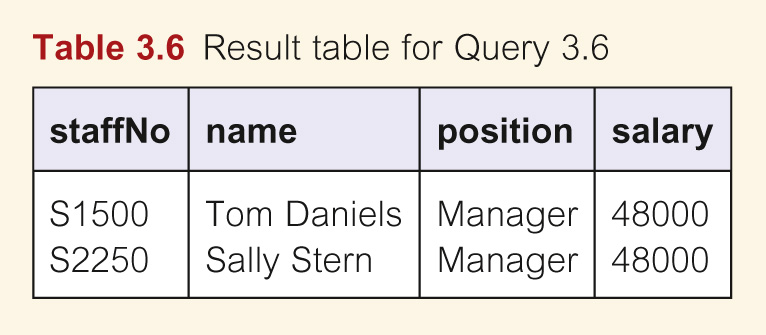 Table 3.6 Result table for Query 3.6
staffNo name position salary
S1500 Tom Daniels Manager 48000
S2250 Sally Stern Manager 48000